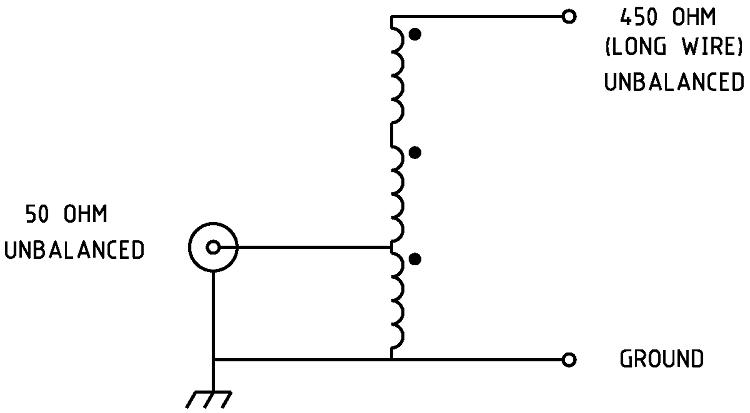 450 OHM
(LONG WIRE)
UNBALANCED
50 OHM
UNBALANCED
GROUND